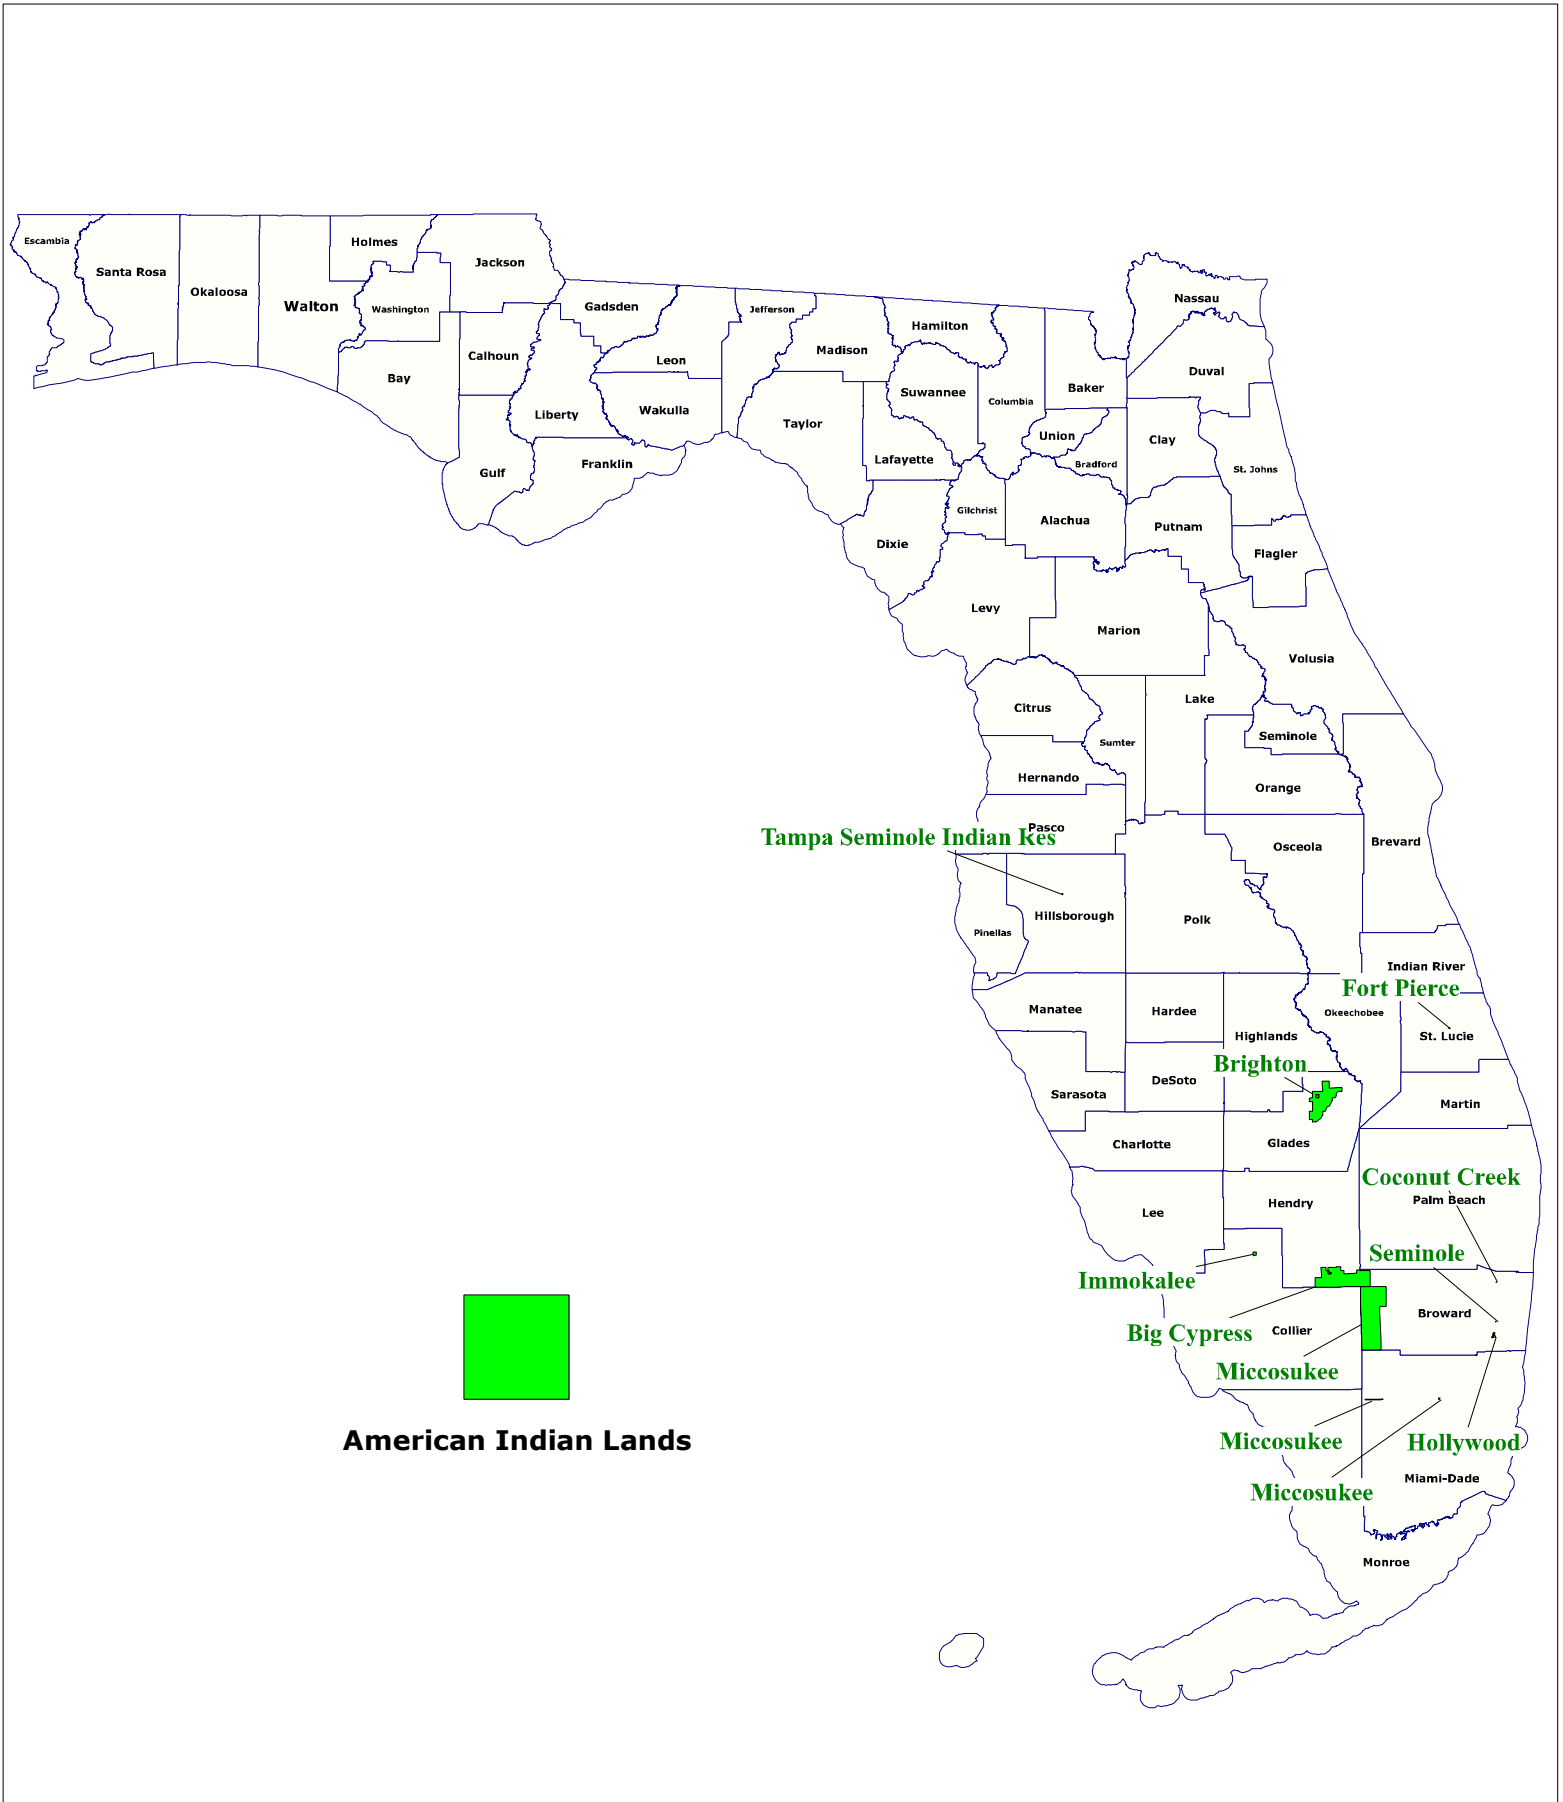 Escambia
Santa Rosa
Okaloosa
Walton
Holmes
Washington
Jackson
Bay
Calhoun
Gulf
Gadsden
Liberty
Franklin
Leon
Wakulla
Jefferson
Madison
Taylor
Hamilton
Suwannee
Lafayette
Columbia
Baker
Union
Bradford
Nassau
Duval
Clay
St. Johns
Gilchrist
Alachua
Putnam
Flagler
Dixie
Levy
Marion
Volusia
Citrus
Lake
Sumter
Seminole
Hernando
Orange
Pasco
Tampa Seminole Indian Res
Osceola
Brevard
Hillsborough
Polk
Pinellas
Indian River
Fort Pierce
Manatee
Hardee
Highlands
Okeechobee
St. Lucie
Brighton
DeSoto
Sarasota
Martin
Charlotte
Glades
Coconut Creek
Palm Beach
Hendry
Lee
Seminole
Immokalee
Broward
Big Cypress
Collier
Miccosukee
American Indian Lands
Miccosukee
Hollywood
Miami-Dade
Miccosukee
Monroe